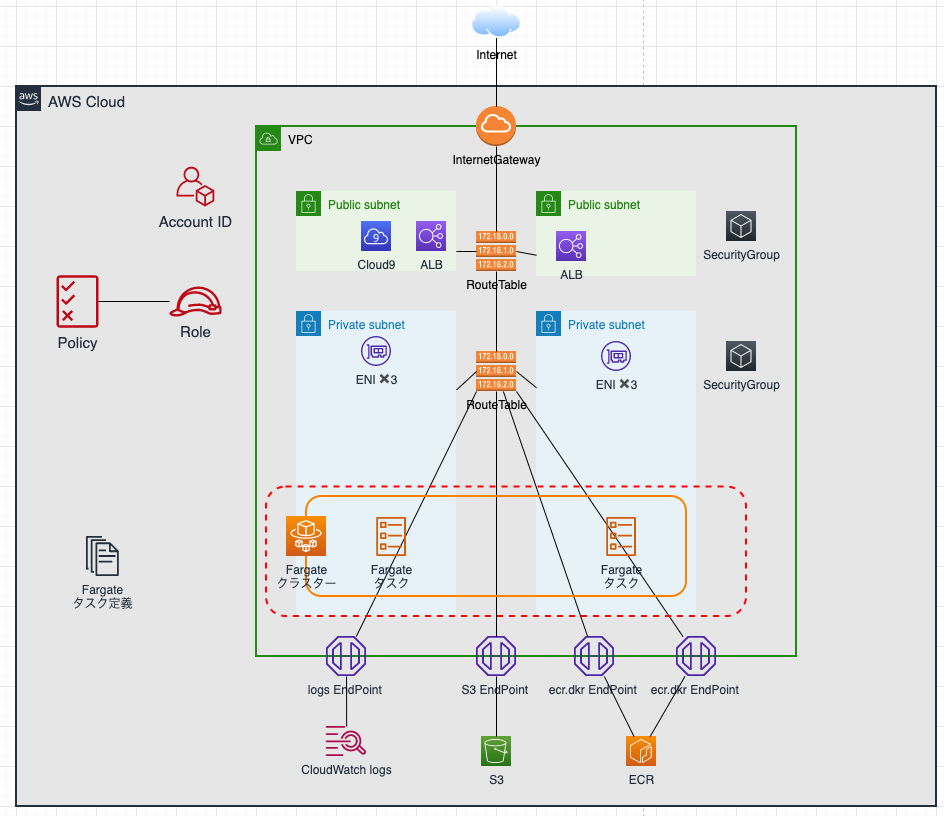 Internet
aws
AWS Cloud
VPC
InternetGateway
Account ID
Public subnet
9
Cloud9
ALB
172.16.0.0
172.16.1.0
172.16.2.0
RouteTable
Public subnet
ALB
SecurityGroup
Policy
Role
Private subnet
ENI ✖3
172.16.0.0
172.16.1.0
172.16.2.0
RouteTable
Private subnet
ENI ✖3
SecurityGroup
Fargate
クラスター
Fargate
タスク
Fargate
タスク
Fargate
タスク定義
logs EndPoint
S3 EndPoint
ecr.dkr EndPoint
ecr.dkr EndPoint
CloudWatch logs
S3
ECR